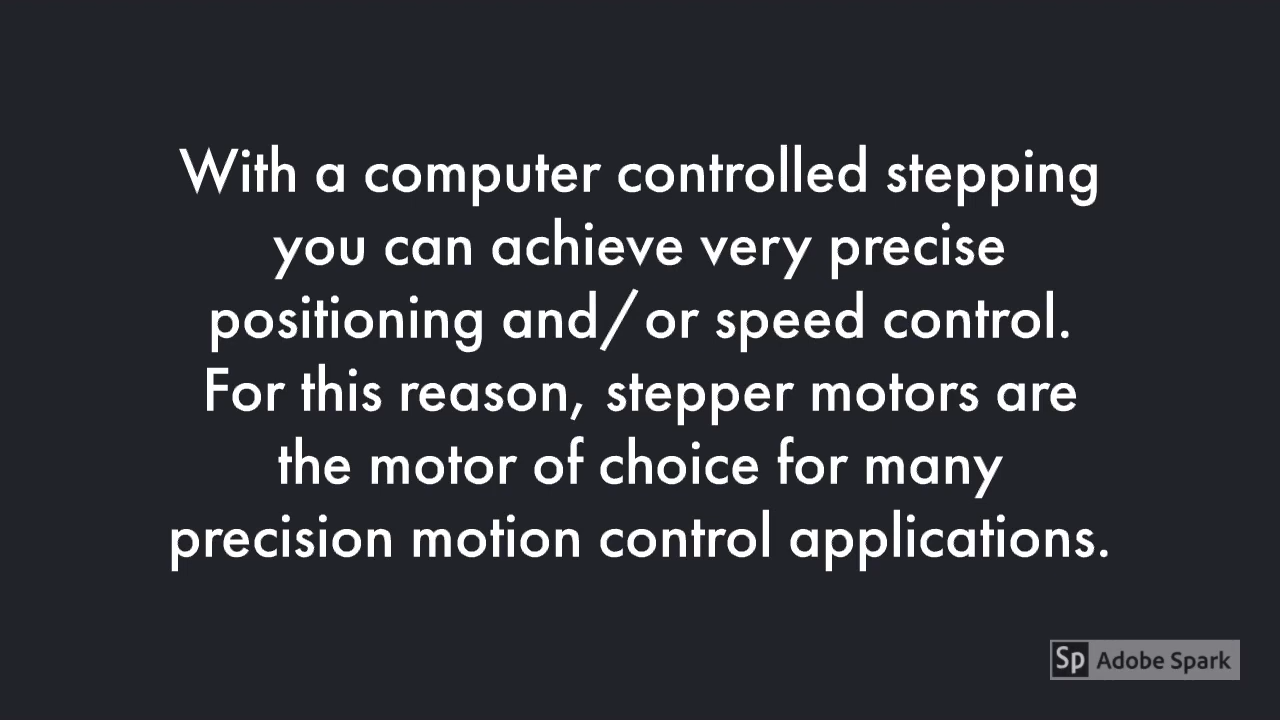 With a computer controlled stepping
you can achieve very precise
positioning and/or speed control.
For this reason, stepper motors are
the motor of choice for many
precision motion control applications.
Sp Adobe Spark